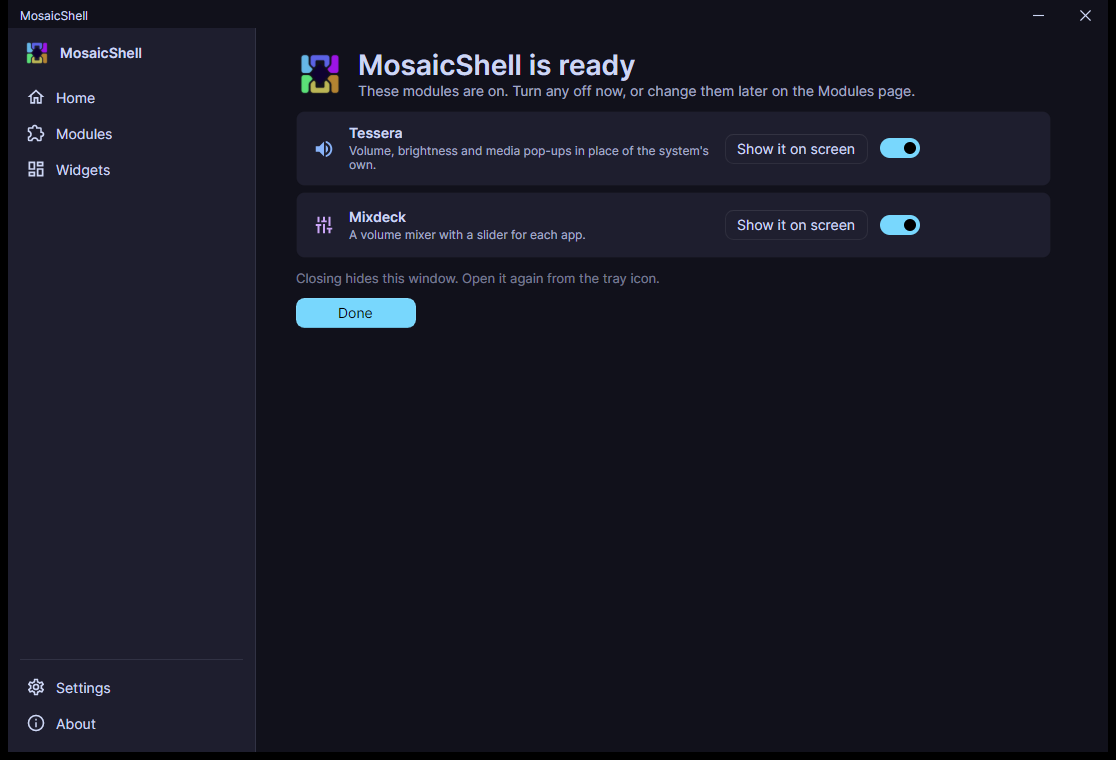 MosaicShell
MosaicShell
Home
Modules
Widgets
Settings
About
MosaicShell is ready
These modules are on. Turn any off now, or change them later on the Modules page.
Tessera
Volume, brightness and media pop-ups in place of the system's
own.
Show it on screen
Mixdeck
A volume mixer with a slider for each app.
Show it on screen
Closing hides this window. Open it again from the tray icon.
Done